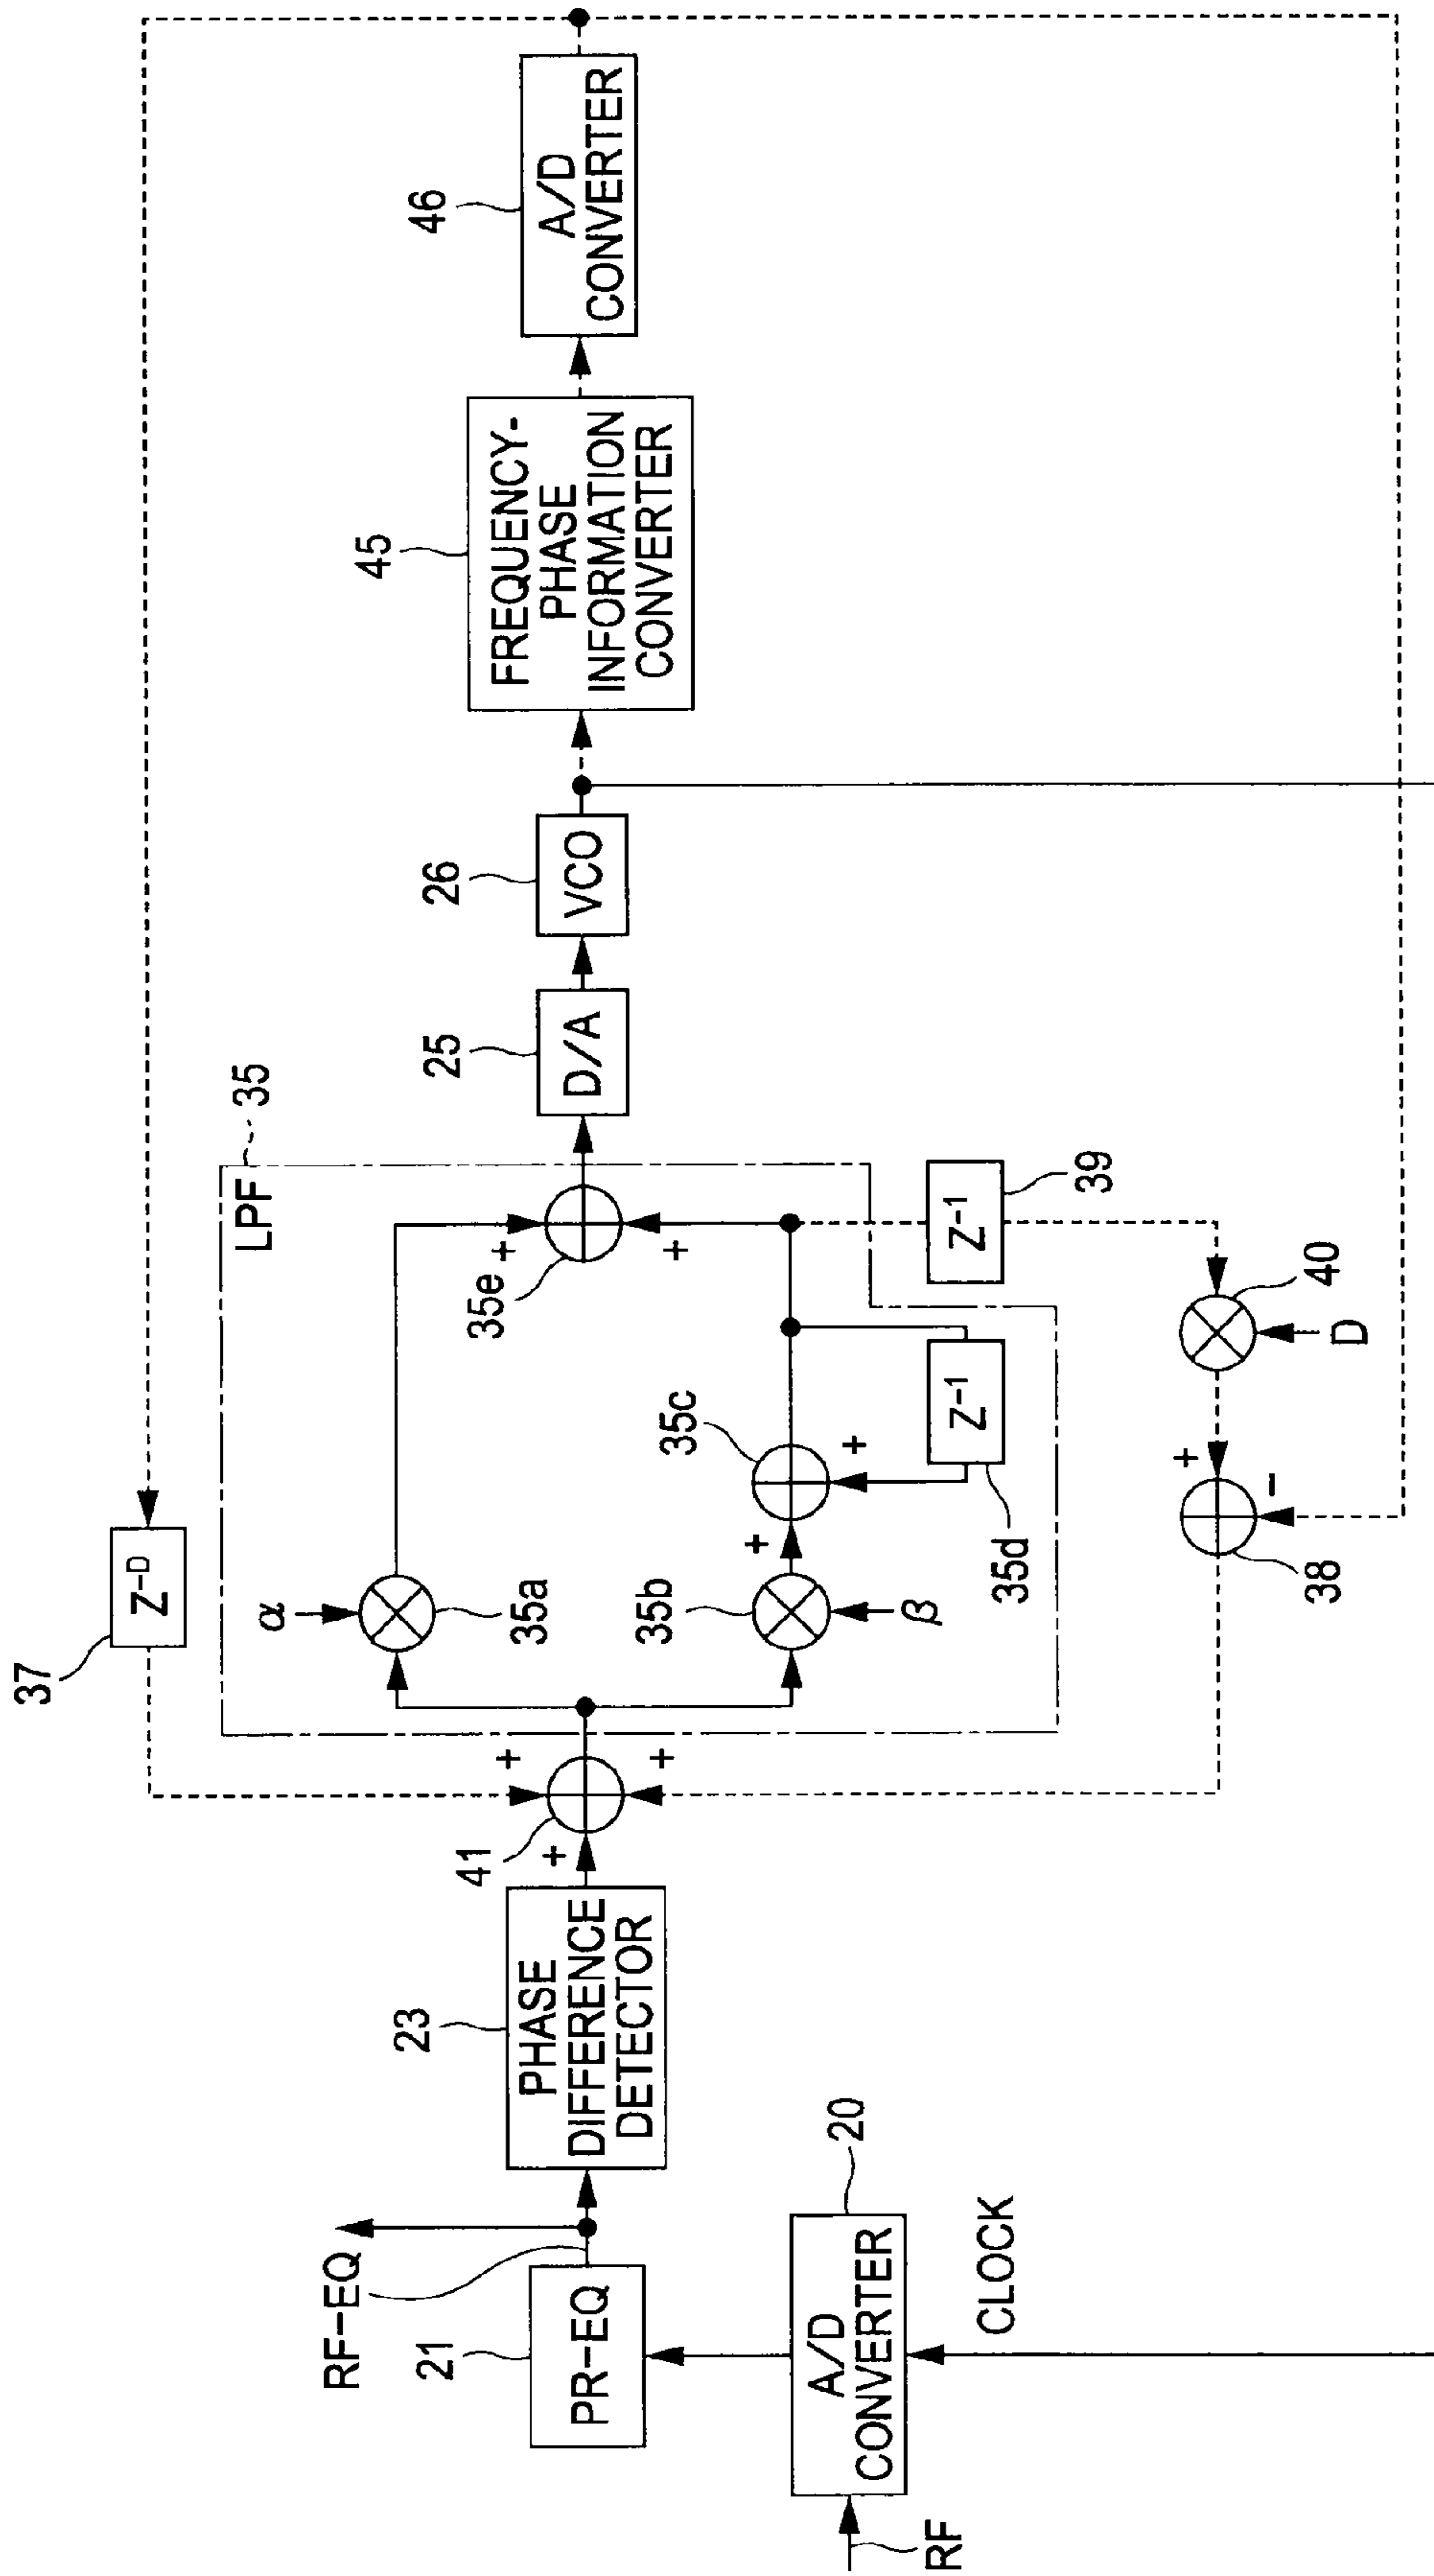 RF
A/D
CONVERTER
20
CLOCK
PR-EQ
21
RF-EQ
PHASE
DIFFERENCE
DETECTOR
23
+
+
+
41
Z-D
37
LPF
35
α
35a
35b
β
+
35c
+
Z-1
35d
+
+
35e
Z-1
39
40
D
+
-
38
D/A
25
VCO
26
FREQUENCY-
PHASE
INFORMATION
CONVERTER
45
A/D
CONVERTER
46